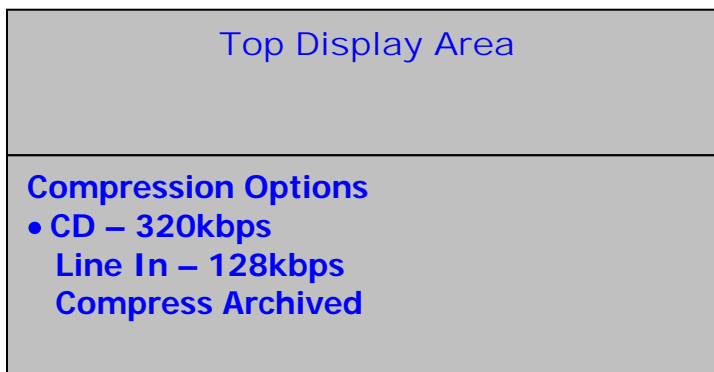 Top Display Area
Compression Options
• CD – 320kbps
Line In – 128kbps
Compress Archived